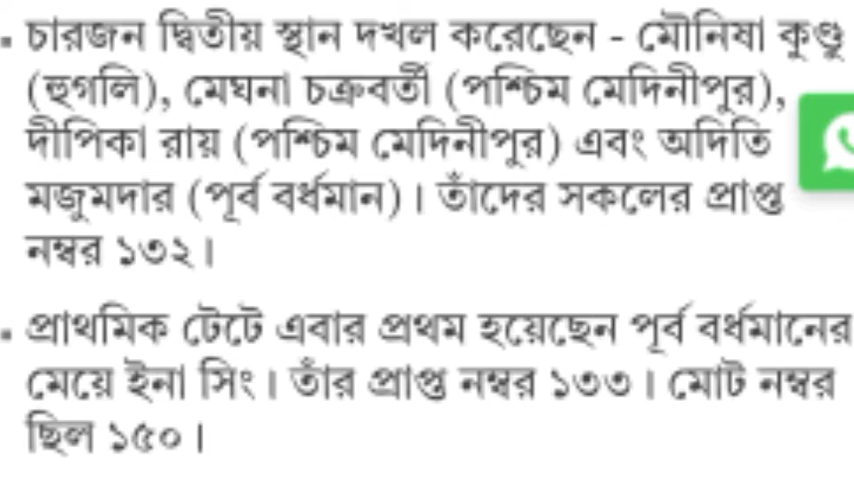 ▪ চারজন দ্বিতীয় স্থান দখল করেছেন - মৌনিষা কুণ্ডু
(হুগলি), মেঘনা চক্রবর্তী (পশ্চিম মেদিনীপুর),
দীপিকা রায় (পশ্চিম মেদিনীপুর) এবং অদিতি
মজুমদার (পূর্ব বর্ধমান)। তাঁদের সকলের প্রাপ্ত
নম্বর ১৩২।
▪ প্রাথমিক টেটে এবার প্রথম হয়েছেন পূর্ব বর্ধমানের
মেয়ে ইনা সিং। তাঁর প্রাপ্ত নম্বর ১৩৩। মোট নম্বর
ছিল ১৫০।